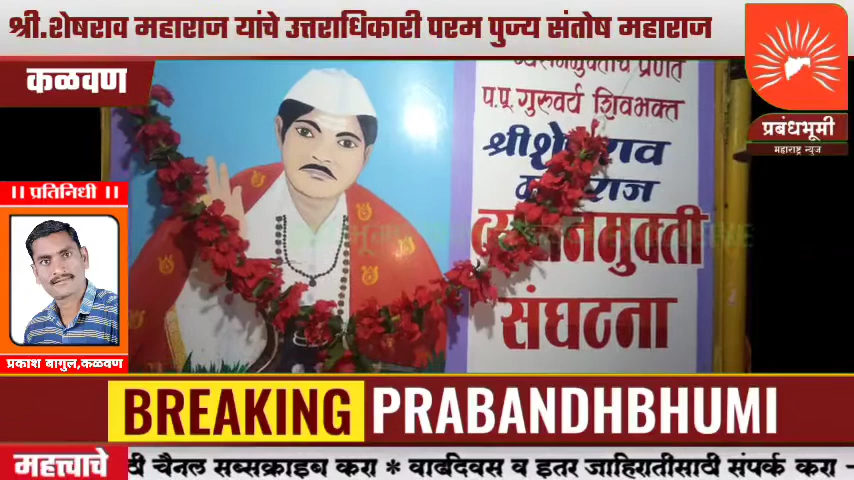 श्री.शेषराव महाराज यांचे उत्तराधिकारी परम पुज्य संतोष महाराज
कळवण
प.पू. गुरुवर्य शिवभक्त
संघटना
प्रबंधभूमी
महाराष्ट्र न्युज
।। प्रतिनिधी ।।
प्रकाश बागुल,कळवण
BREAKING PRABANDHBHUMI
महत्त्वाचे
चैनल सब्सक्राइब करा * वाढदिवस व इतर जाहिरातीसाठी संपर्क करा -